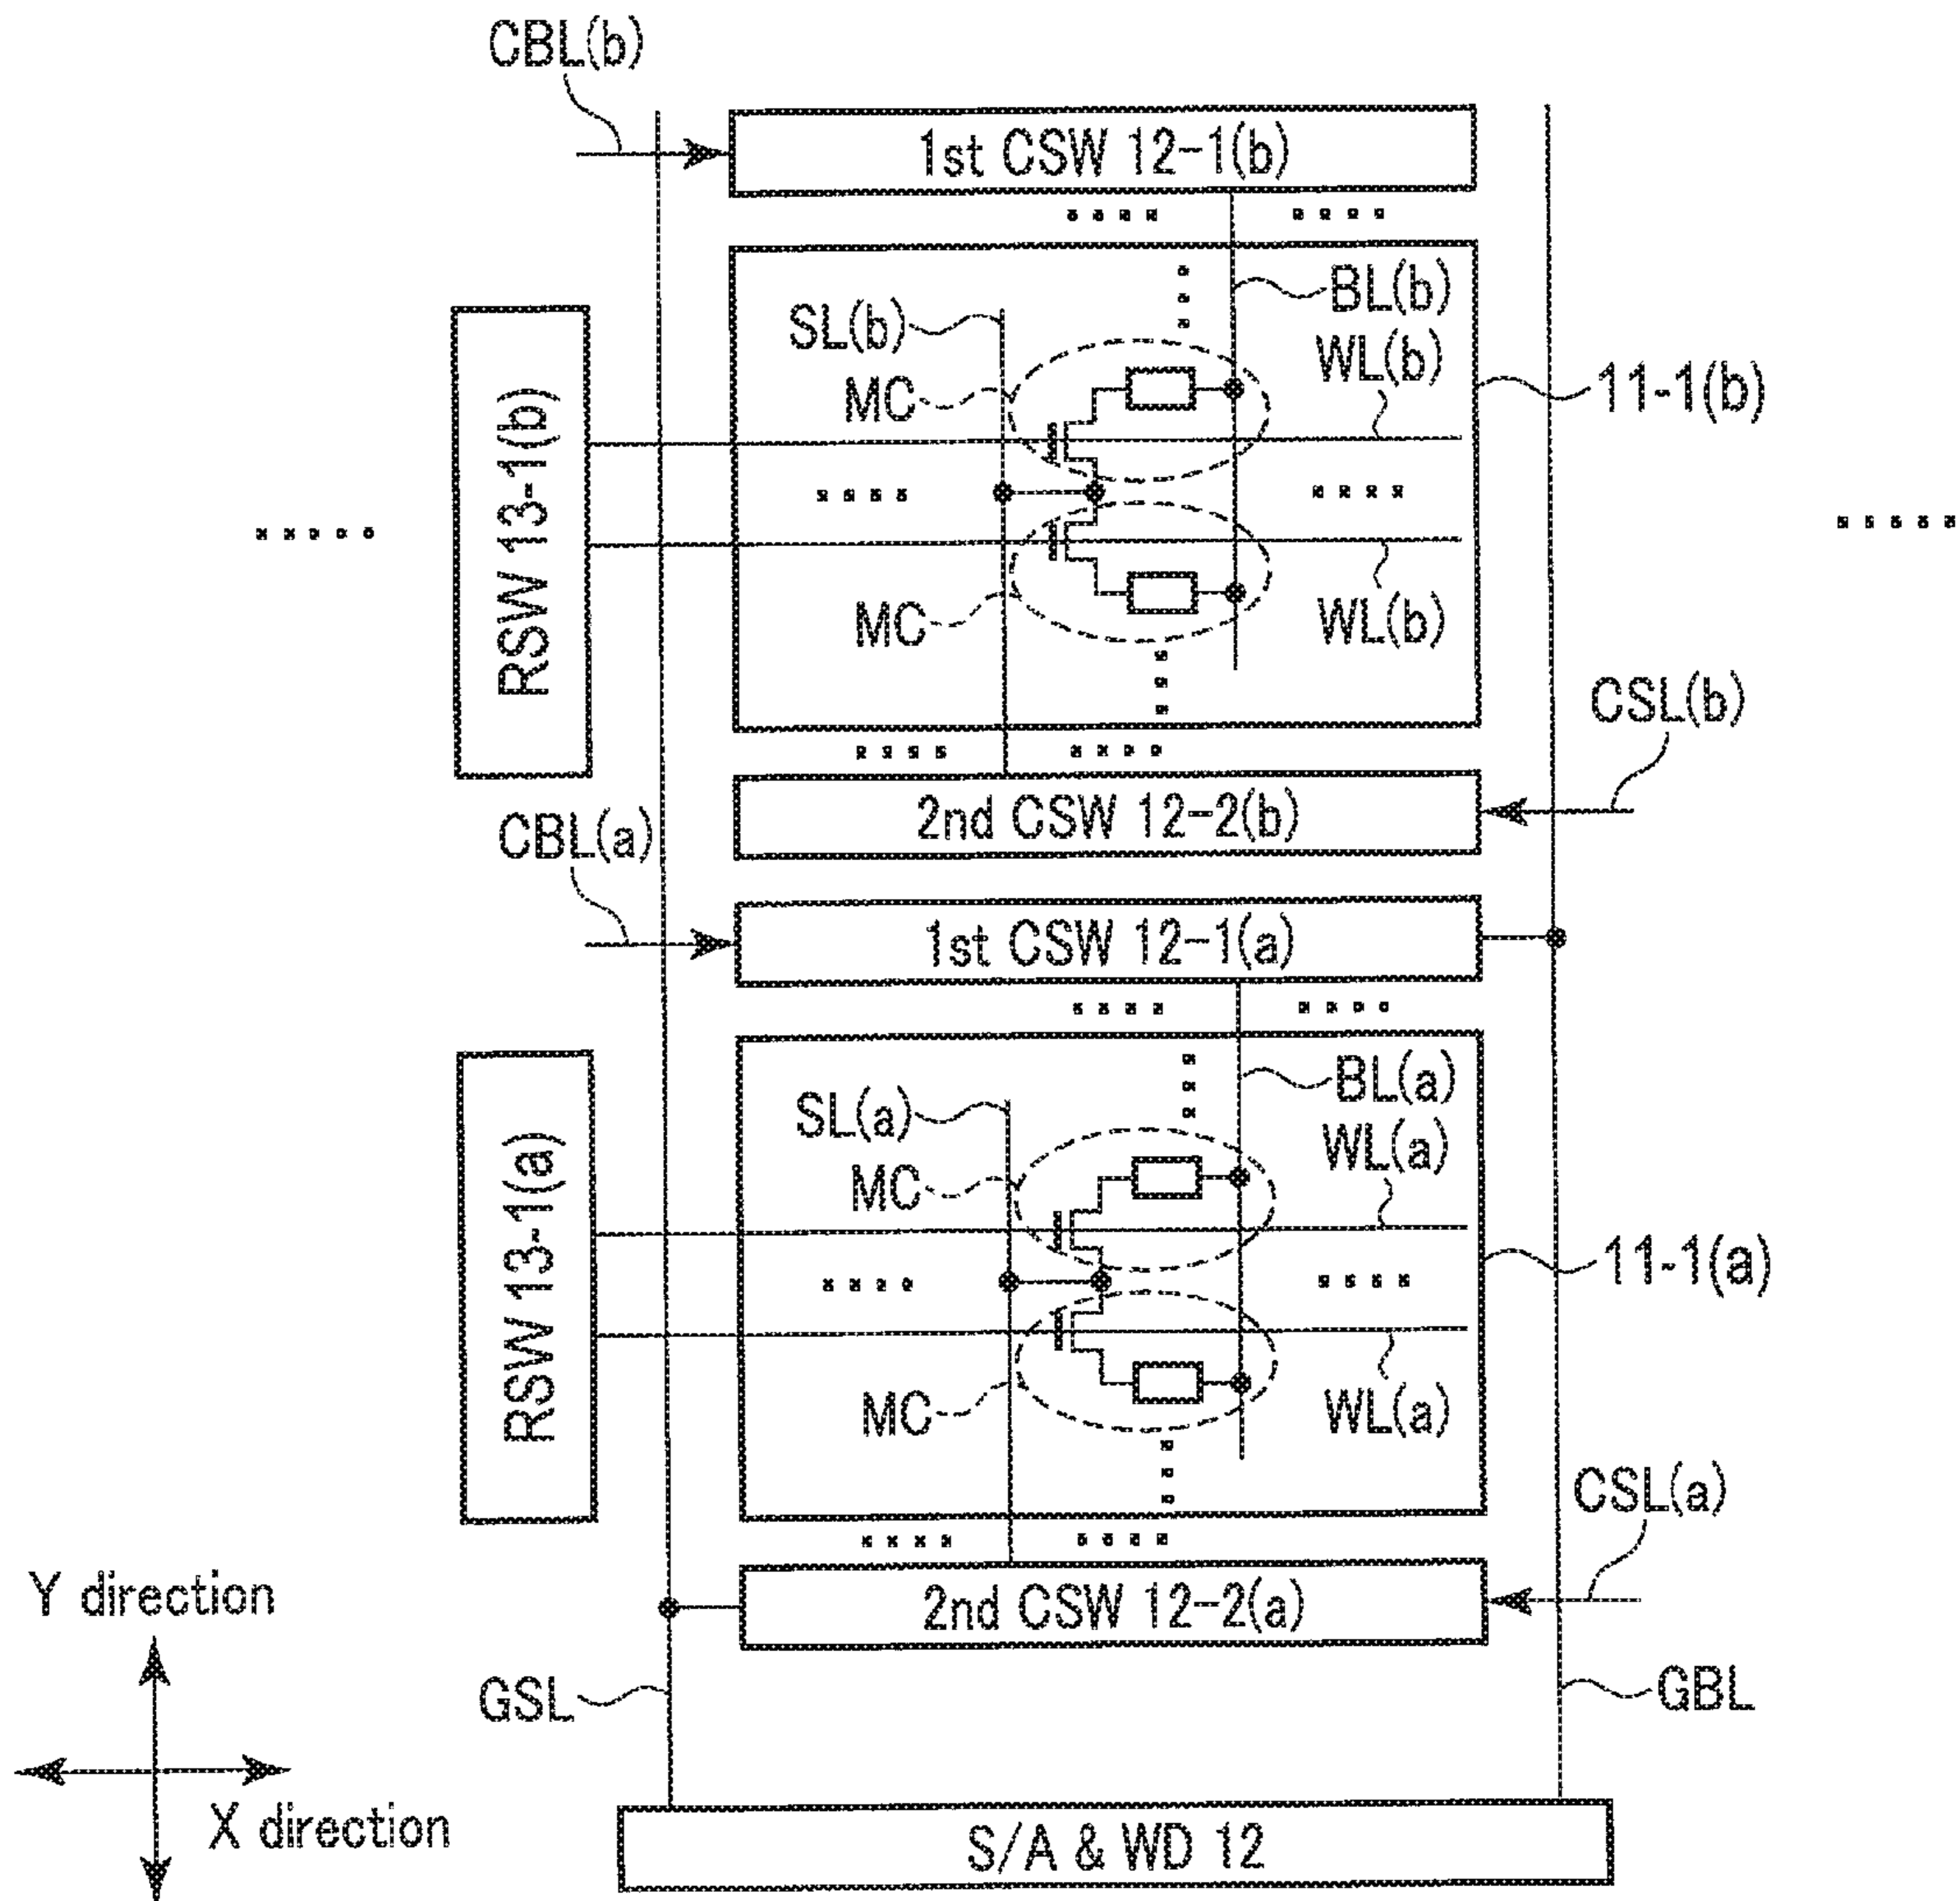 CBL(b)
1st CSW 12-1(b)
BL(b)
SL(b)
WL(b)
MC
11-1(b)
RSW 13-1(b)
MC
WL(b)
CSL(b)
2nd CSW 12-2(b)
CBL(a)
1st CSW 12-1(a)
BL(a)
SL(a)
WL(a)
MC
11-1(a)
RSW 13-1(a)
MC
WL(a)
CSL(a)
2nd CSW 12-2(a)
Y direction
GSL
GBL
X direction
S/A & WD 12